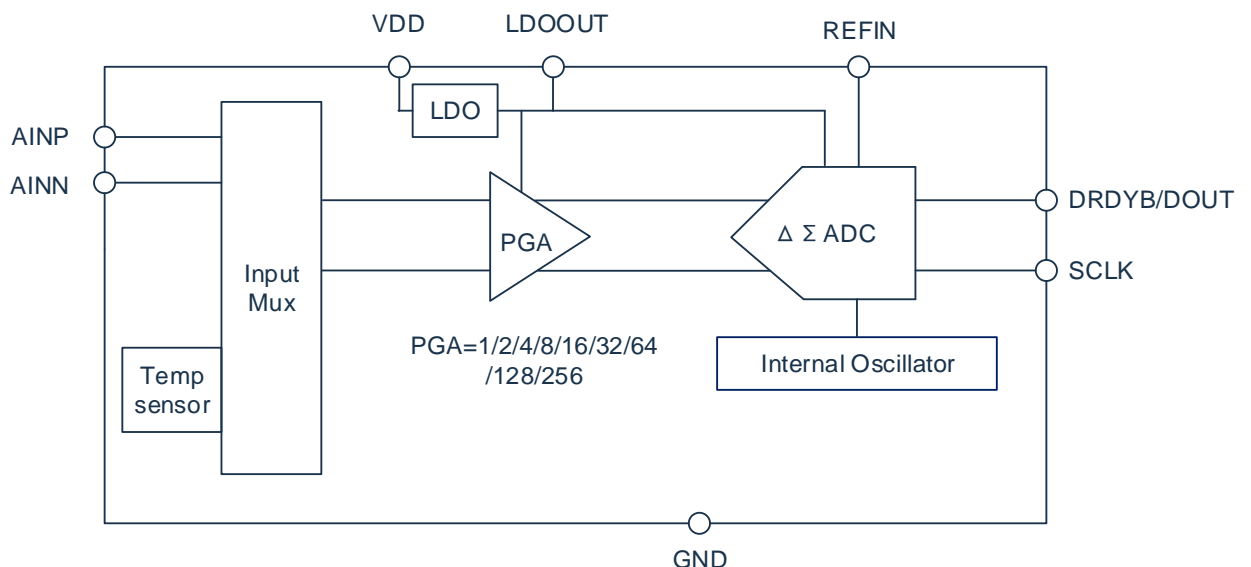 VDD
LDOOUT
REFIN
LDO
AINP
AINN
DRDYB/DOUT
PGA
Δ Σ ADC
SCLK
Input
Mux
PGA=1/2/4/8/16/32/64
/128/256
Internal Oscillator
Temp
sensor
GND